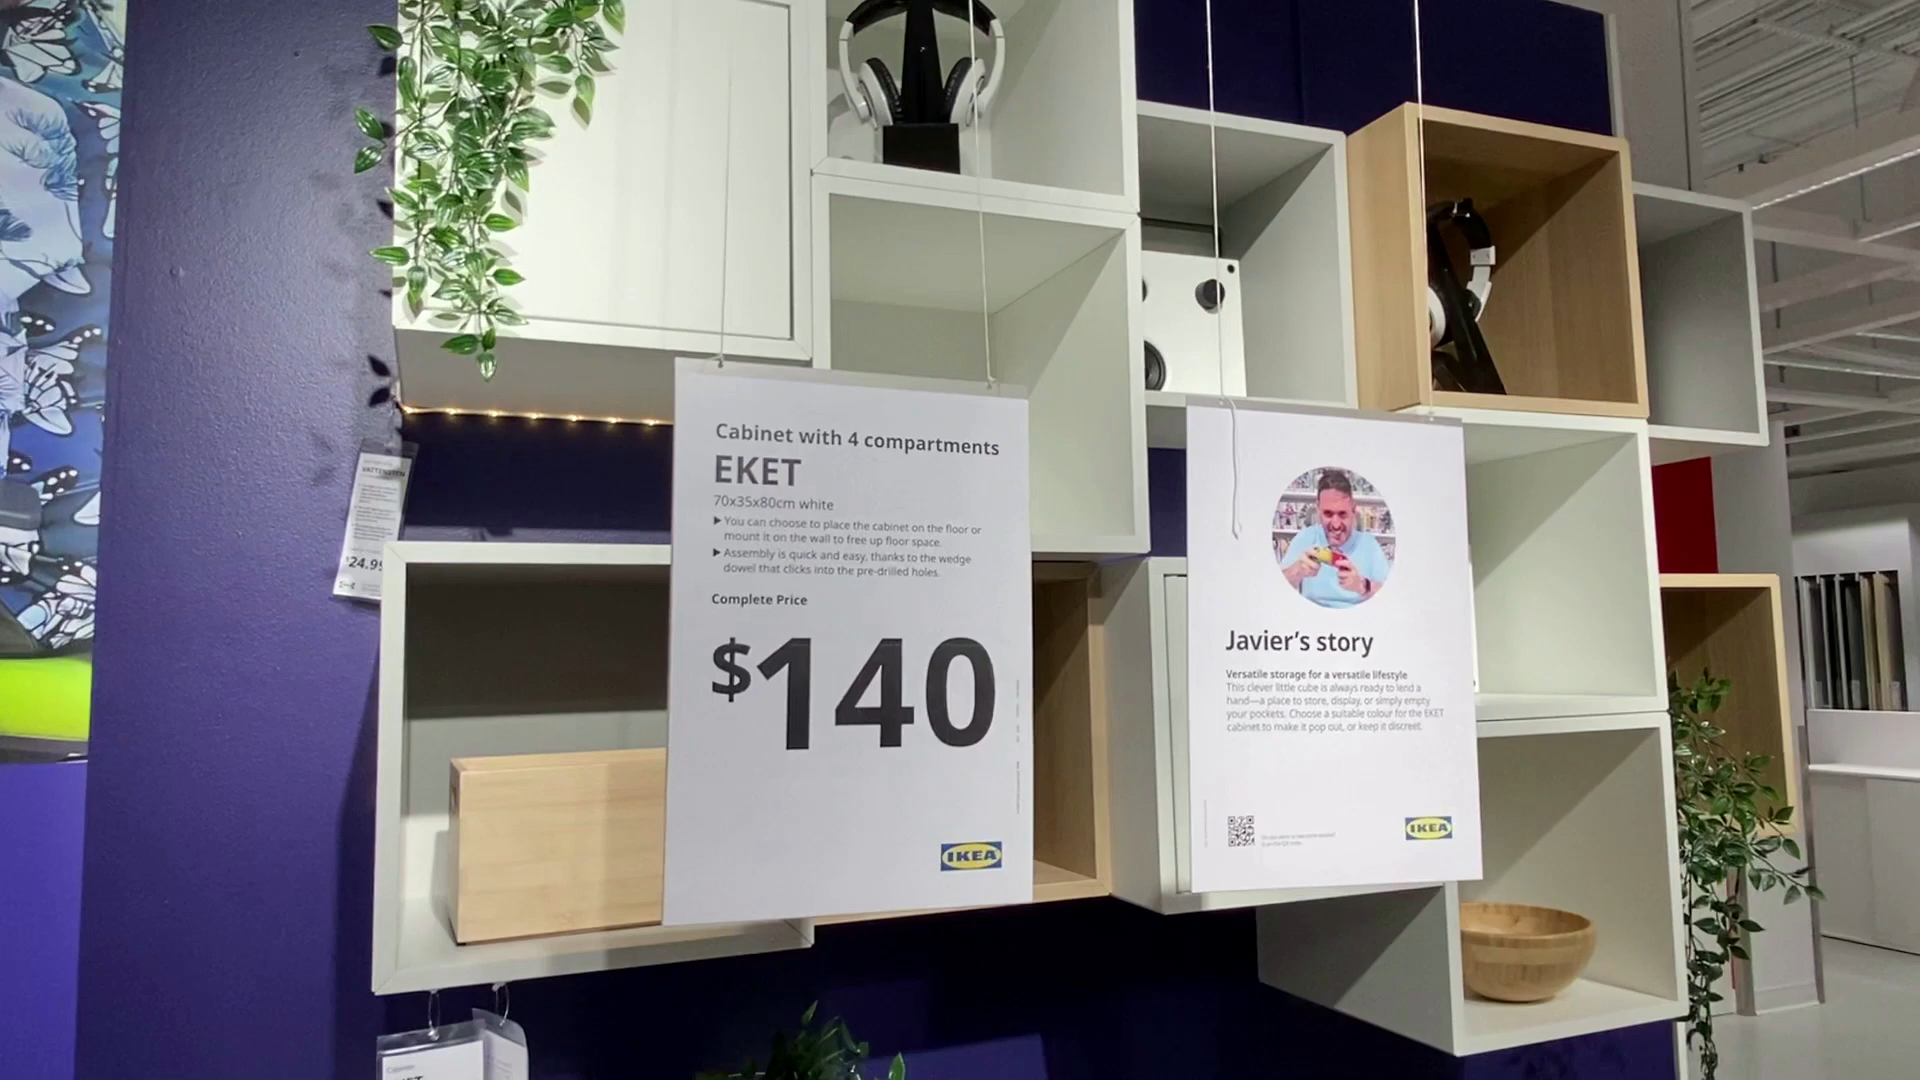 Cabinet with 4 compartments
EKET
70x35x80cm white
▶ You can choose to place the cabinet on the floor or
mount it on the wall to free up floor space.
▶ Assembly is quick and easy, thanks to the wedge
dowel that clicks into the pre-drilled holes.
Complete Price
$140
IKEA
Javier's story
Versatile storage for a versatile lifestyle
This clever little cube is always ready to lend a
hand—a place to store, display, or simply empty
your pockets. Choose a suitable colour for the EKET
cabinet to make it pop out, or keep it discreet.
IKEA
$24.99